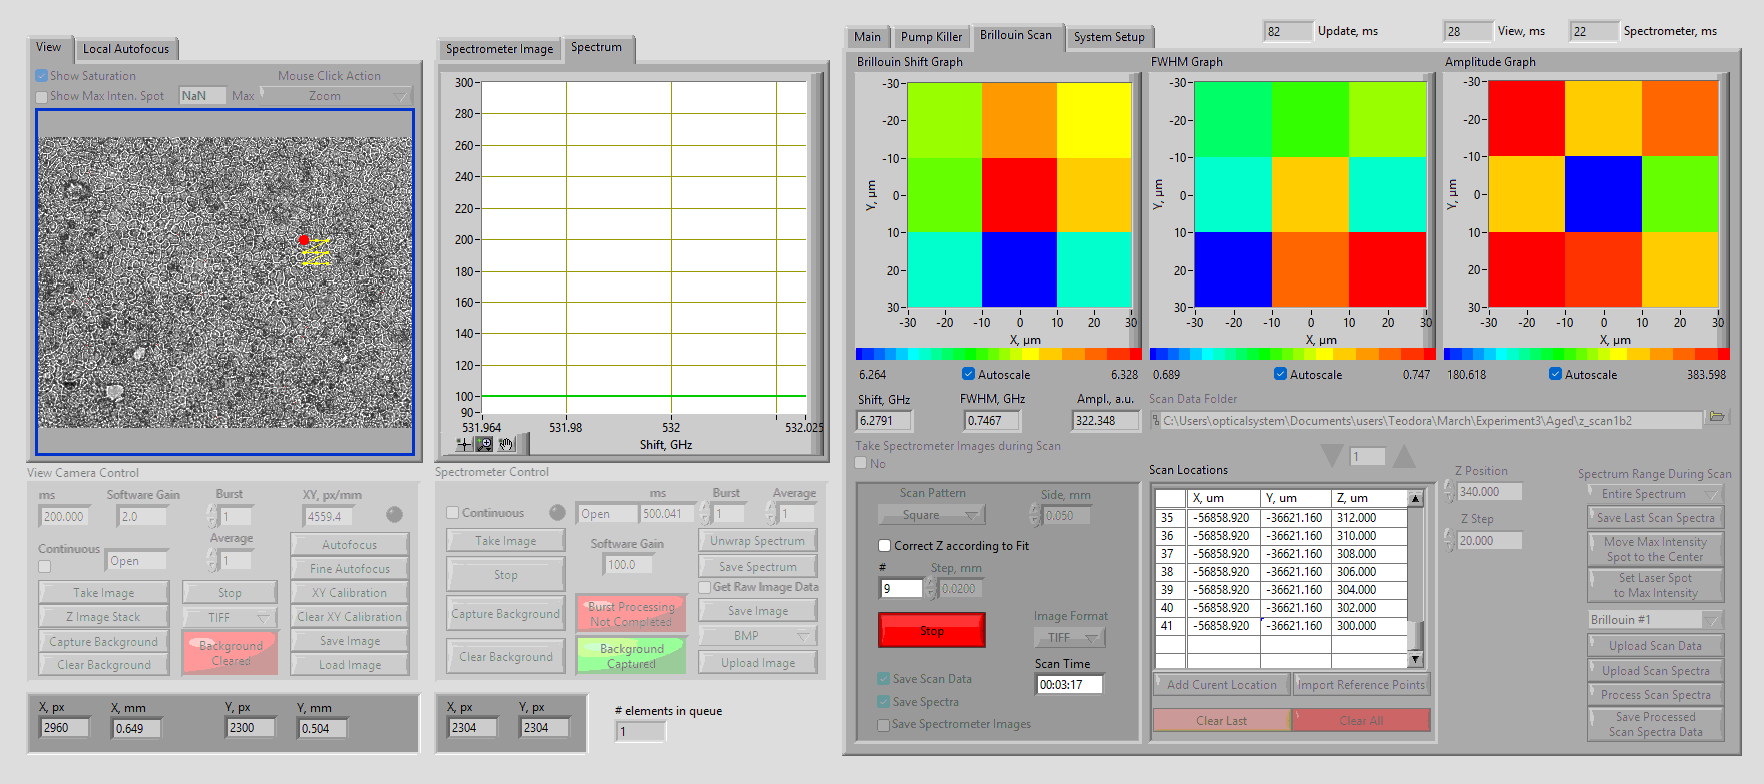 View
Local Autofocus
Show Saturation
Mouse Click Action
Show Max Inten. Spot
NaN
Max
Zoom
Spectrometer Image
Spectrum
300
280
260
240
220
200
180
160
140
120
100
90
531.964
531.98
532
532.025
Shift, GHz
Main
Pump Killer
Brillouin Scan
System Setup
82
Update, ms
28
View, ms
22
Spectrometer, ms
Brillouin Shift Graph
FWHM Graph
Amplitude Graph
-30
-20
-10
0
10
20
30
Y, µm
-30
-20
-10
0
10
20
30
X, µm
-30
-20
-10
0
10
20
30
Y, µm
-30
-20
-10
0
10
20
30
X, µm
-30
-20
-10
0
10
20
30
Y, µm
-30
-20
-10
0
10
20
30
X, µm
6.264
Autoscale
6.328
0.689
Autoscale
0.747
180.618
Autoscale
383.598
Shift, GHz
FWHM, GHz
Ampl., a.u.
Scan Data Folder
6.2791
0.7467
322.348
C:\Users\opticalsystem\Documents\users\Teodora\March\Experiment3\Aged\z_scan1b2
Take Spectrometer Images during Scan
No
1
View Camera Control
ms
Software Gain
Burst
XY, px/mm
200.000
2.0
1
4559.4
Average
Continuous
Open
1
Autofocus
Fine Autofocus
Take Image
Stop
XY Calibration
Z Image Stack
TIFF
Clear XY Calibration
Capture Background
Background
Cleared
Save Image
Clear Background
Load Image
X, px
X, mm
Y, px
Y, mm
2960
0.649
2300
0.504
Spectrometer Control
ms
Burst
Average
Continuous
Open
500.041
1
1
Take Image
Software Gain
Unwrap Spectrum
Stop
100.0
Save Spectrum
Get Raw Image Data
Capture Background
Burst Processing
Not Completed
Save Image
BMP
Clear Background
Background
Captured
Upload Image
X, px
Y, px
2304
2304
# elements in queue
1
Scan Pattern
Side, mm
Square
0.050
Correct Z according to Fit
#
Step, mm
9
0.0200
Stop
Image Format
TIFF
Scan Time
00:03:17
Save Scan Data
Save Spectra
Save Spectrometer Images
Scan Locations
X, um Y, um Z, um
35 -56858.920 -36621.160 312.000
36 -56858.920 -36621.160 310.000
37 -56858.920 -36621.160 308.000
38 -56858.920 -36621.160 306.000
39 -56858.920 -36621.160 304.000
40 -56858.920 -36621.160 302.000
41 -56858.920 -36621.160 300.000
Add Curent Location
Import Reference Points
Clear Last
Clear All
Z Position
340.000
Z Step
20.000
Spectrum Range During Scan
Entire Spectrum
Save Last Scan Spectra
Move Max Intensity
Spot to the Center
Set Laser Spot
to Max Intensity
Brillouin #1
Upload Scan Data
Upload Scan Spectra
Process Scan Spectra
Save Processed
Scan Spectra Data